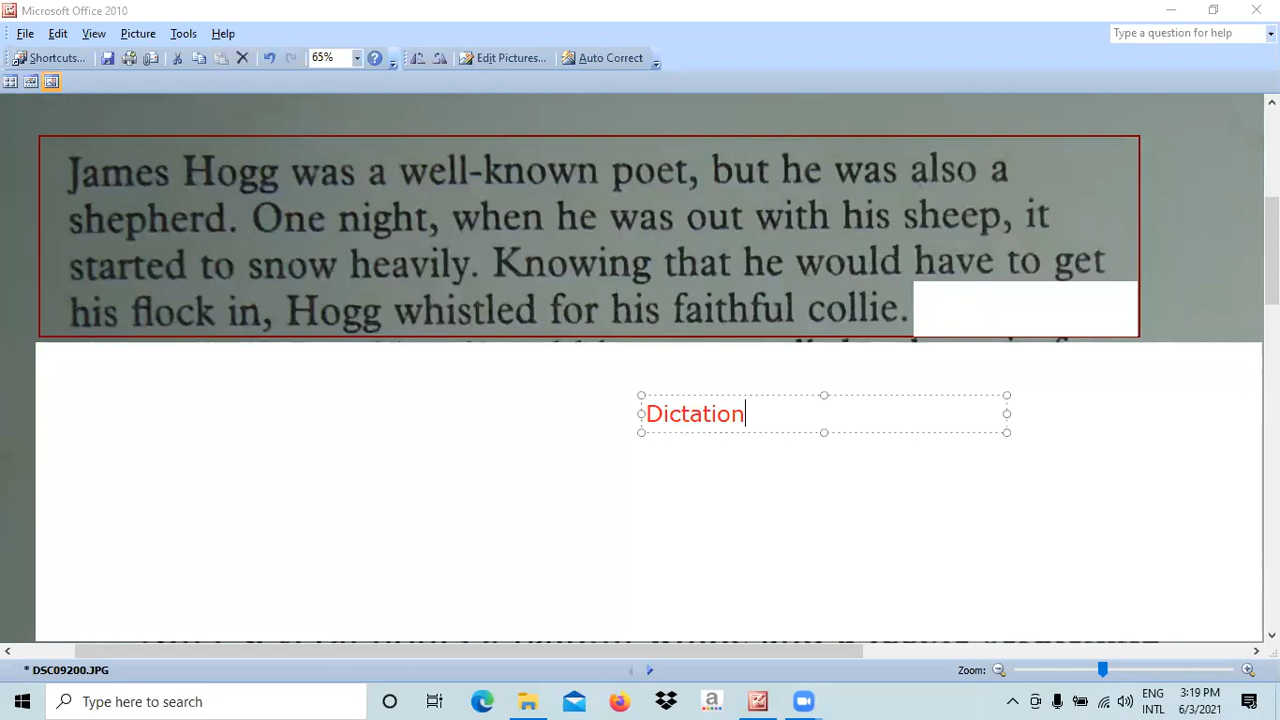 Microsoft Office 2010
File Edit View Picture Tools Help
Type a question for help
Shortcuts... 65% Edit Pictures... Auto Correct
James Hogg was a well-known poet, but he was also a
shepherd. One night, when he was out with his sheep, it
started to snow heavily. Knowing that he would have to get
his flock in, Hogg whistled for his faithful collie.
Dictation
* DSC09200.JPG
Zoom:
Type here to search
ENG
INTL
3:19 PM
6/3/2021